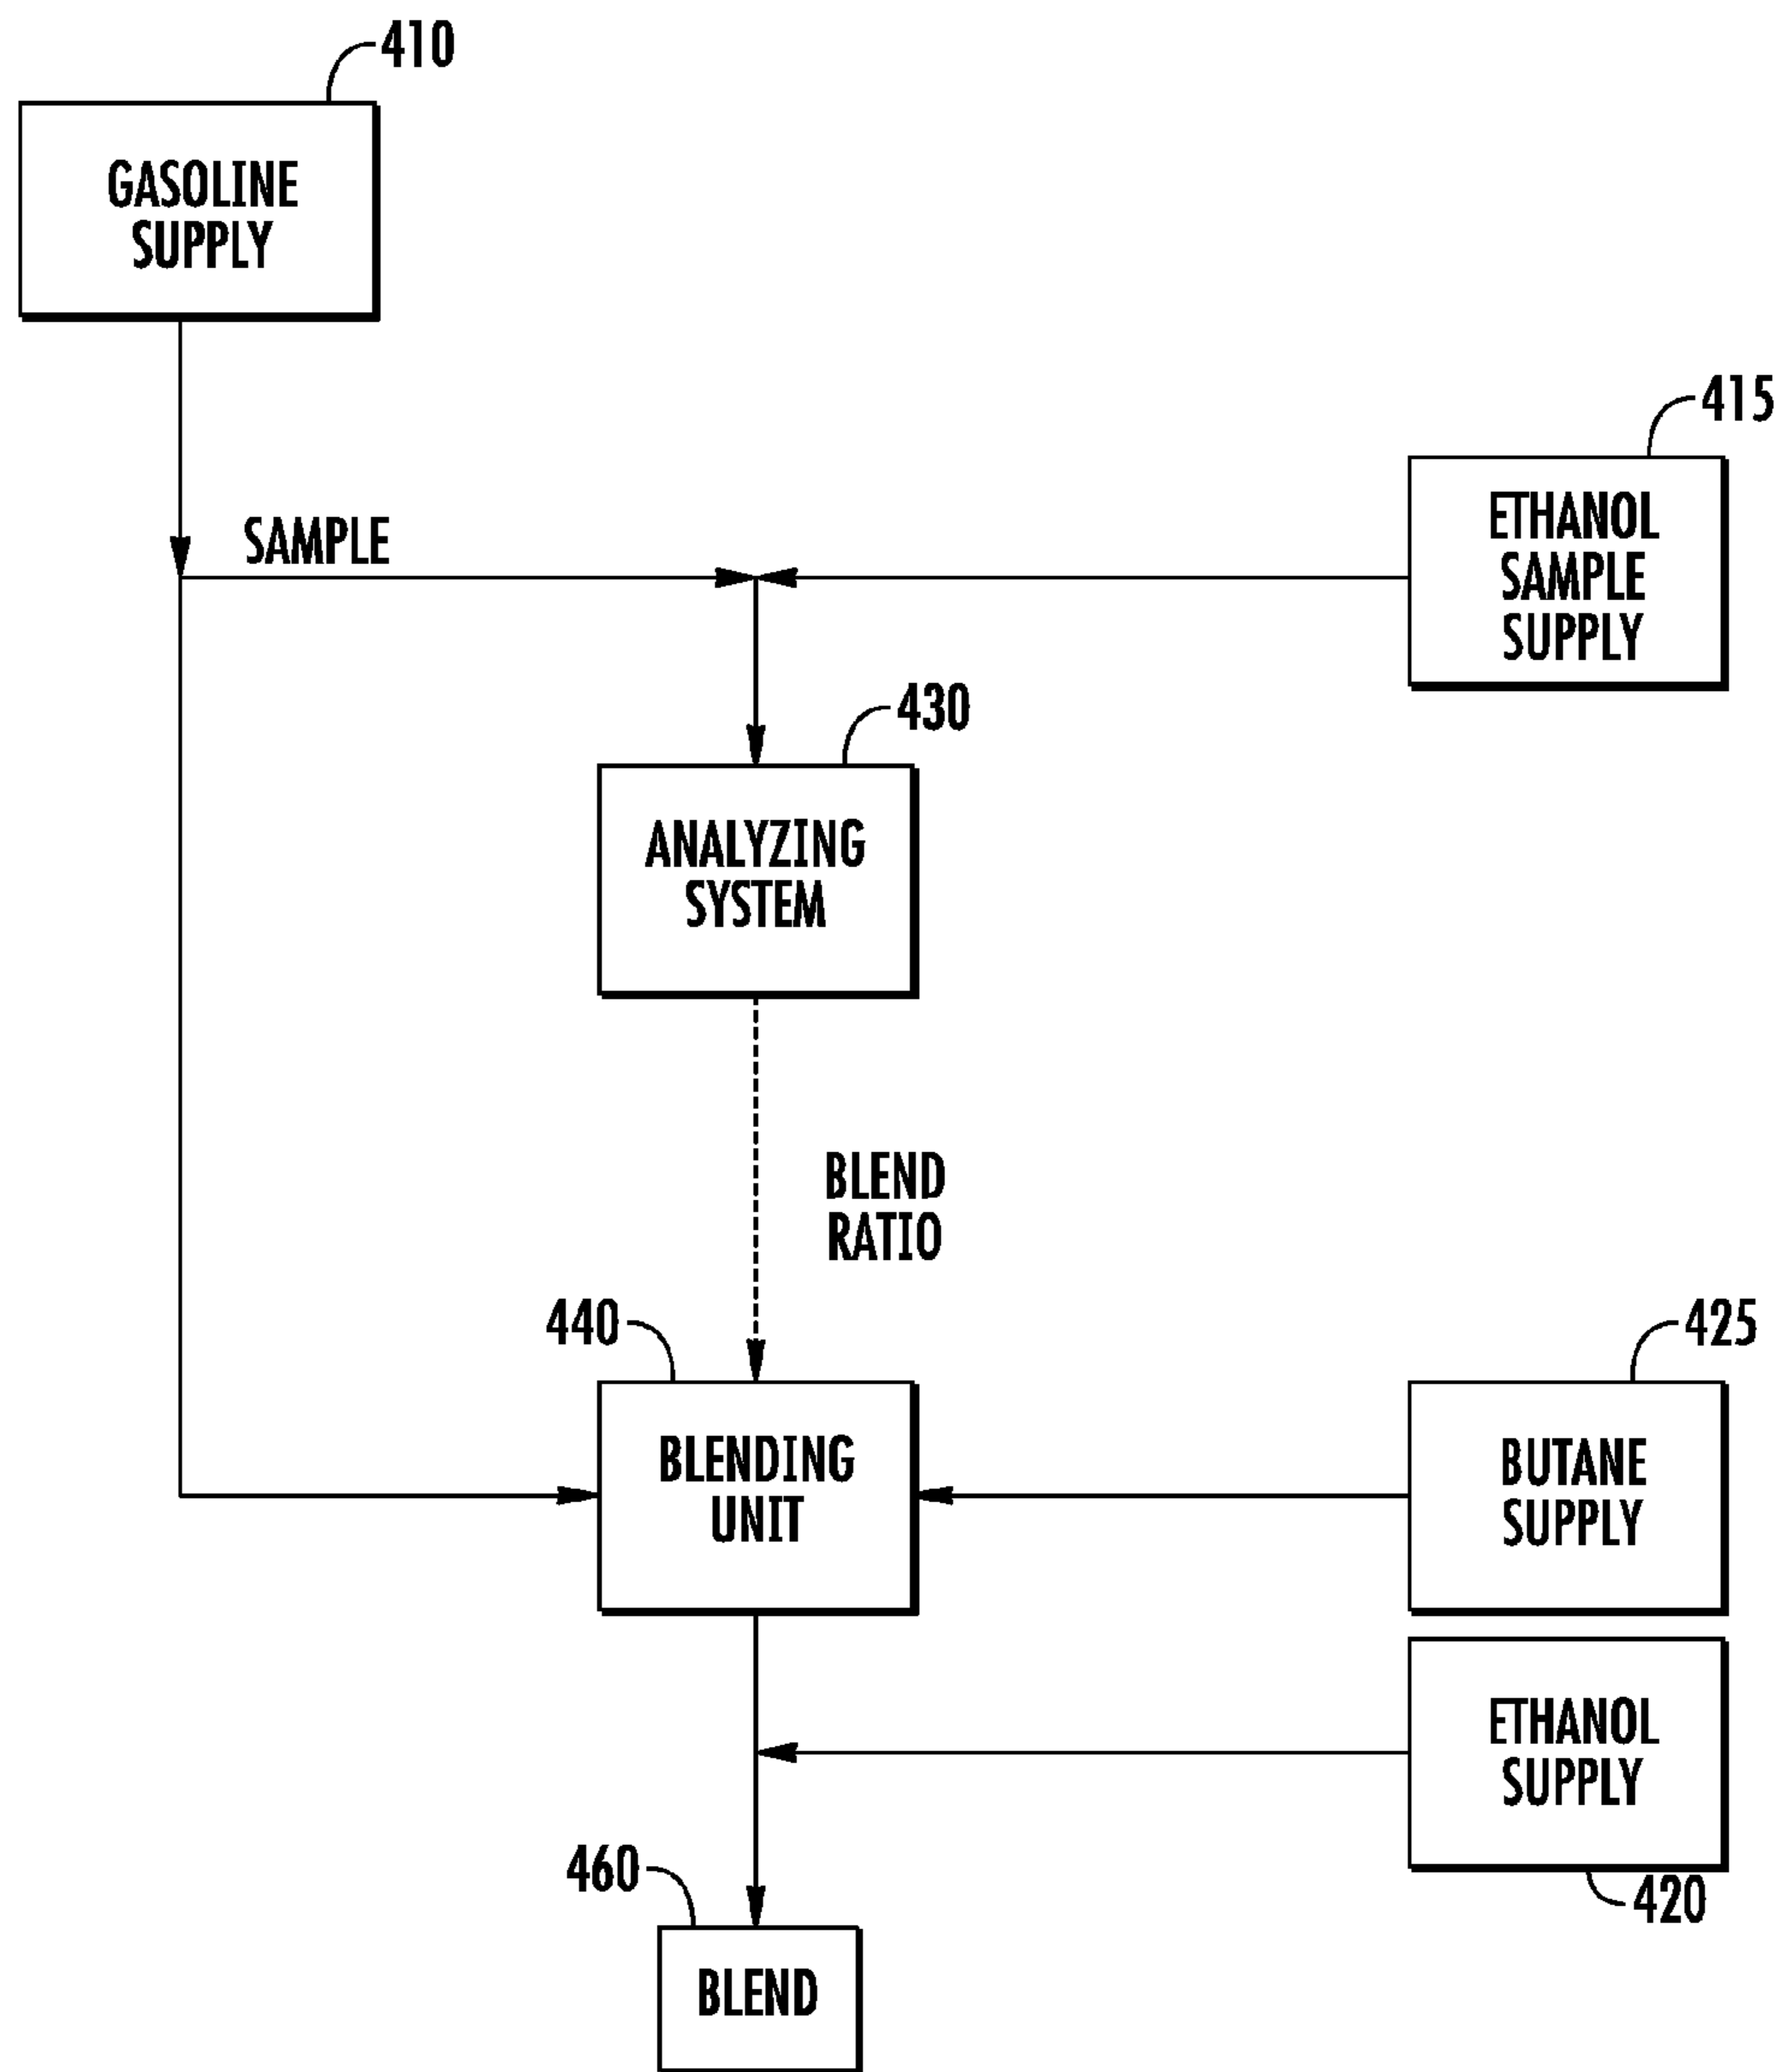 410
GASOLINE
SUPPLY
415
ETHANOL
SAMPLE
SUPPLY
SAMPLE
430
ANALYZING
SYSTEM
BLEND
RATIO
440
BLENDING
UNIT
425
BUTANE
SUPPLY
ETHANOL
SUPPLY
420
460
BLEND